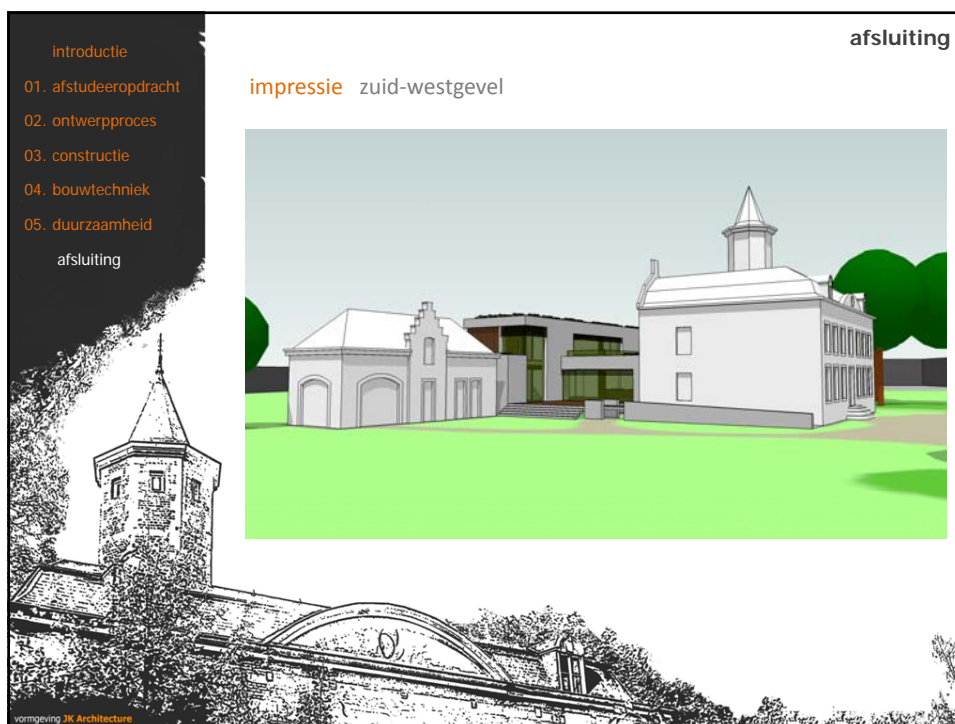 afsluiting
introductie
01. afstudeeropdracht
02. ontwerpproces
03. constructie
04. bouwtechniek
05. duurzaamheid
afsluiting
impressie zuid-westgevel
vormgeving JK Architecture